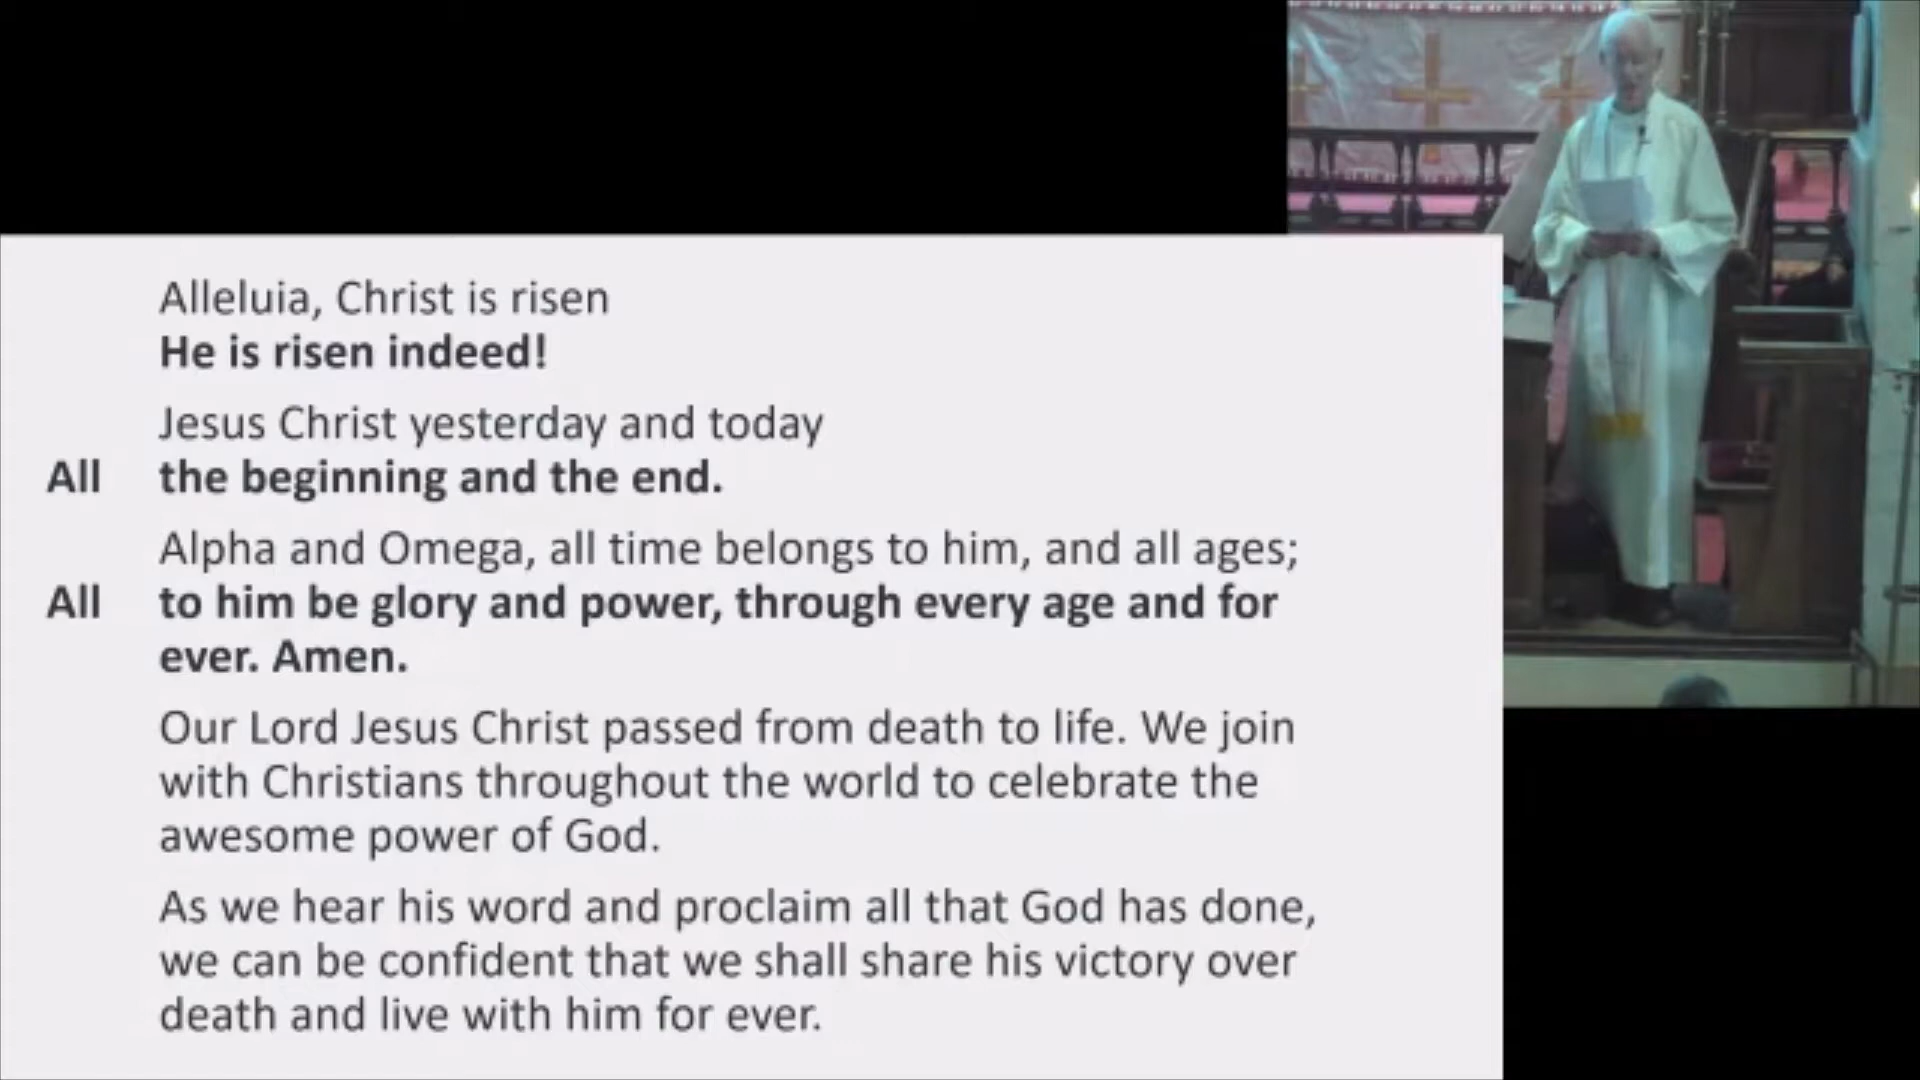 Alleluia, Christ is risen
He is risen indeed!
Jesus Christ yesterday and today
All the beginning and the end.
Alpha and Omega, all time belongs to him, and all ages;
All to him be glory and power, through every age and for
ever. Amen.
Our Lord Jesus Christ passed from death to life. We join
with Christians throughout the world to celebrate the
awesome power of God.
As we hear his word and proclaim all that God has done,
we can be confident that we shall share his victory over
death and live with him for ever.